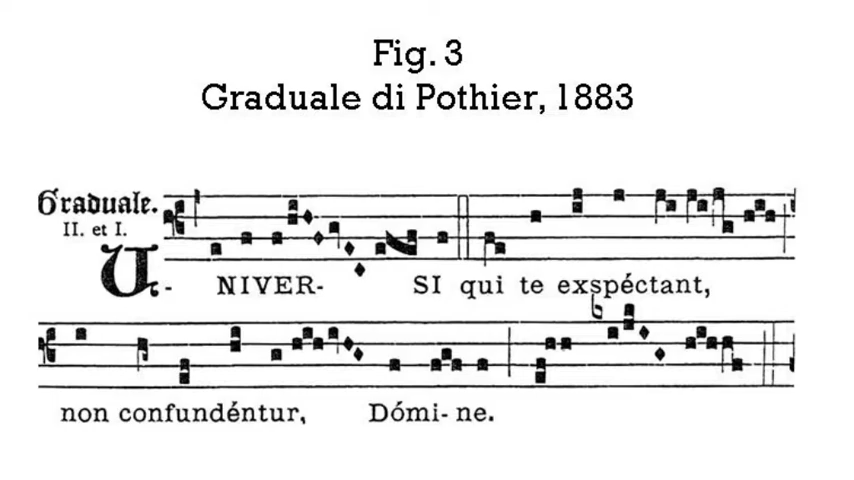 Fig. 3
Graduale di Pothier, 1883
Graduale.
II. et I.
U- NIVER- SI qui te exspéctant,
non confundéntur, Dómi- ne.